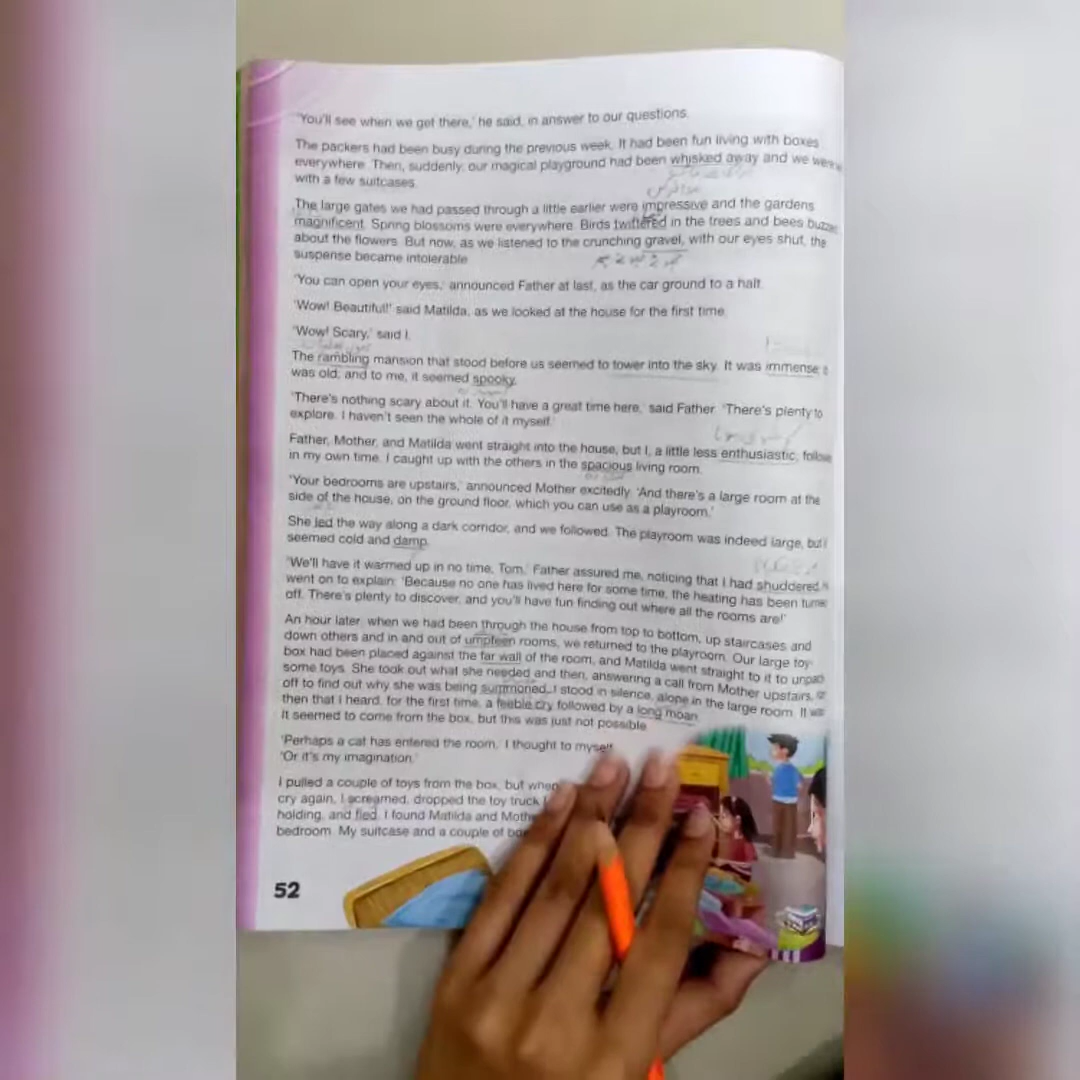 'You'll see when we get there,' he said, in answer to our questions.
The packers had been busy during the previous week. It had been fun living with boxes
everywhere. Then, suddenly, our magical playground had been whisked away and we were
with a few suitcases.
The large gates we had passed through a little earlier were impressive and the gardens
magnificent. Spring blossoms were everywhere. Birds twittered in the trees and bees buzzed
about the flowers. But now, as we listened to the crunching gravel, with our eyes shut, the
suspense became intolerable.
'You can open your eyes,' announced Father at last, as the car ground to a halt.
'Wow! Beautiful!' said Matilda, as we looked at the house for the first time.
'Wow! Scary,' said I.
The rambling mansion that stood before us seemed to tower into the sky. It was immense; it
was old; and to me, it seemed spooky.
'There's nothing scary about it. You'll have a great time here,' said Father. 'There's plenty to
explore. I haven't seen the whole of it myself.'
Father, Mother, and Matilda went straight into the house, but I, a little less enthusiastic, follow
in my own time. I caught up with the others in the spacious living room.
'Your bedrooms are upstairs,' announced Mother excitedly. 'And there's a large room at the
side of the house, on the ground floor, which you can use as a playroom.'
She led the way along a dark corridor, and we followed. The playroom was indeed large, but i
seemed cold and damp.
'We'll have it warmed up in no time, Tom,' Father assured me, noticing that I had shuddered.
went on to explain: 'Because no one has lived here for some time, the heating has been turned
off. There's plenty to discover, and you'll have fun finding out where all the rooms are!'
An hour later, when we had been through the house from top to bottom, up staircases and
down others and in and out of umpteen rooms, we returned to the playroom. Our large toy
box had been placed against the far wall of the room, and Matilda went straight to it to unpack
some toys. She took out what she needed and then, answering a call from Mother upstairs,
off to find out why she was being summoned. I stood in silence, alone in the large room. It was
then that I heard, for the first time, a feeble cry followed by a long moan.
It seemed to come from the box, but this was just not possible.
'Perhaps a cat has entered the room,' I thought to myself.
'Or it's my imagination.'
I pulled a couple of toys from the box, but when
cry again, I screamed, dropped the toy truck
holding, and fled. I found Matilda and Moth
bedroom. My suitcase and a couple of bo
52